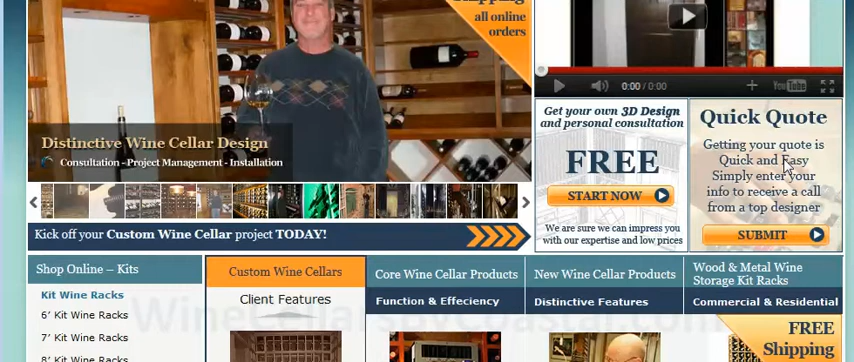 Shipping
all online
orders
Distinctive Wine Cellar Design
Consultation - Project Management - Installation
0:00 / 0:00
YouTube
Get your own 3D Design
and personal consultation
FREE
START NOW
We are sure we can impress you
with our expertise and low prices
Quick Quote
Getting your quote is
Quick and Easy
Simply enter your
info to receive a call
from a top designer
SUBMIT
Kick off your Custom Wine Cellar project TODAY!
Shop Online – Kits
Custom Wine Cellars
Core Wine Cellar Products
New Wine Cellar Products
Wood & Metal Wine
Storage Kit Racks
Kit Wine Racks
Client Features
Function & Effeciency
Distinctive Features
Commercial & Residential
6’ Kit Wine Racks
7’ Kit Wine Racks
8’ Kit Wine Racks
WineCellarsByCoastal.com
FREE
Shipping